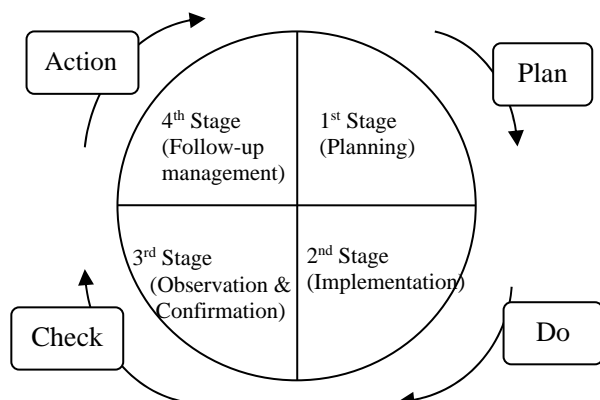 Action
Plan
4th Stage
(Follow-up
management)
1st Stage
(Planning)
3rd Stage
(Observation &
Confirmation)
2nd Stage
(Implementation)
Check
Do